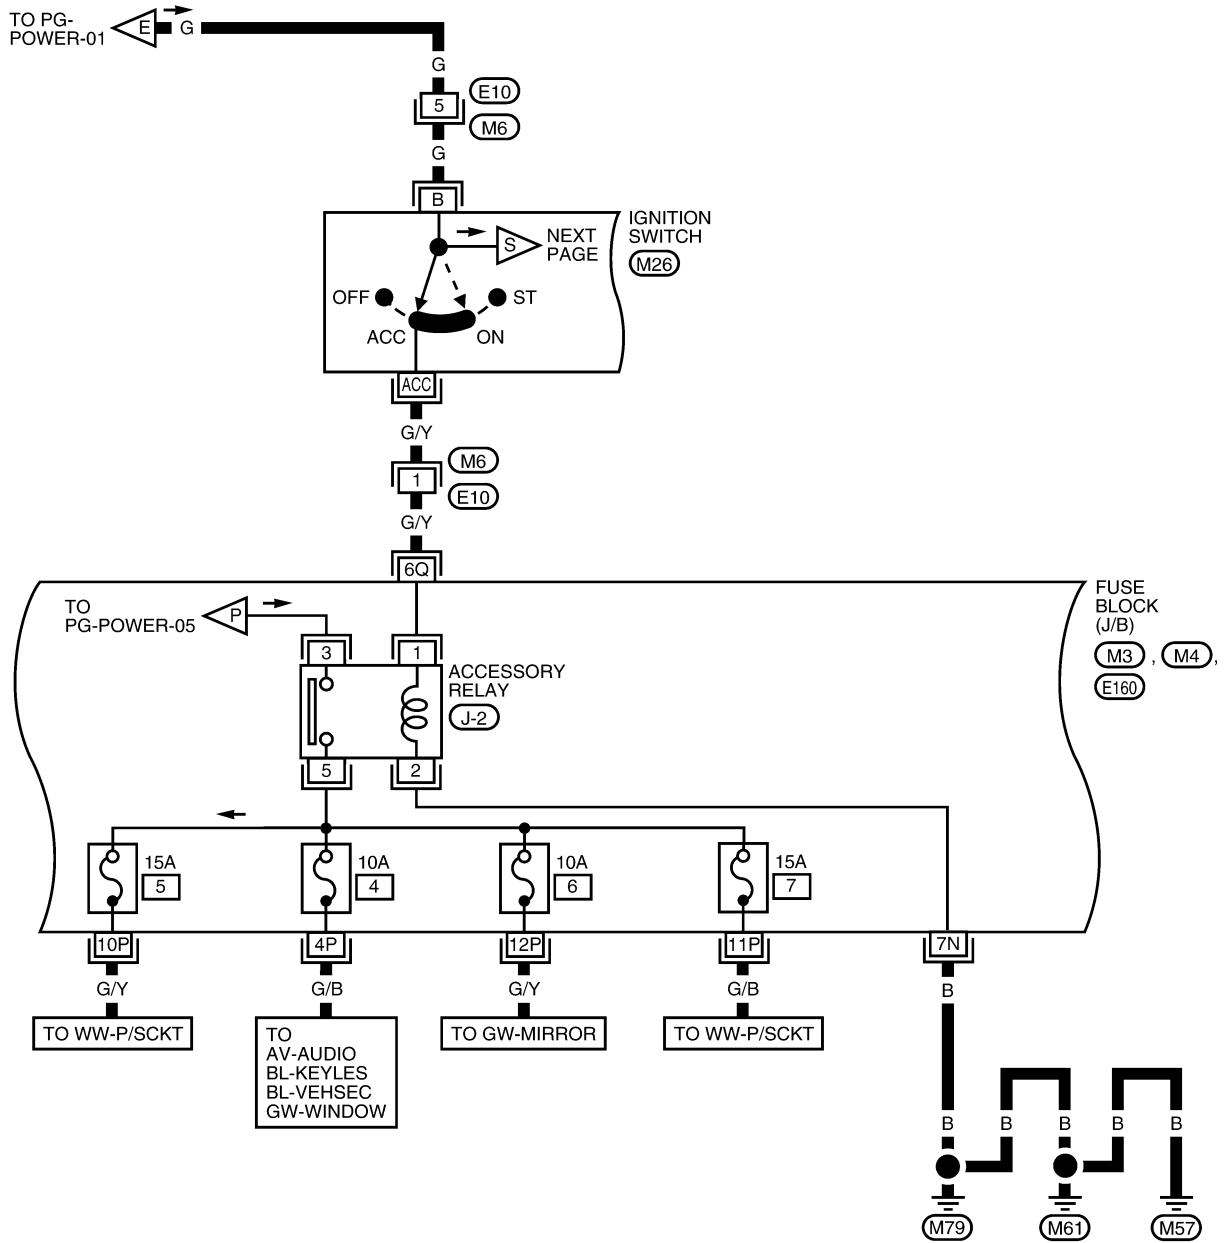 TO PG-
POWER-01
E
G
G
5
E10
M6
G
B
IGNITION
SWITCH
M26
S
NEXT
PAGE
OFF
ST
ACC
ON
ACC
G/Y
M6
1
E10
G/Y
6Q
FUSE
BLOCK
(J/B)
M3 , M4 ,
E160
TO
PG-POWER-05
P
3
1
ACCESSORY
RELAY
J-2
5
2
15A
5
10A
4
10A
6
15A
7
10P
4P
12P
11P
7N
G/Y
G/B
G/Y
G/B
B
TO WW-P/SCKT
TO
AV-AUDIO
BL-KEYLES
BL-VEHSEC
GW-WINDOW
TO GW-MIRROR
TO WW-P/SCKT
B
B
B
B
B
M79
M61
M57